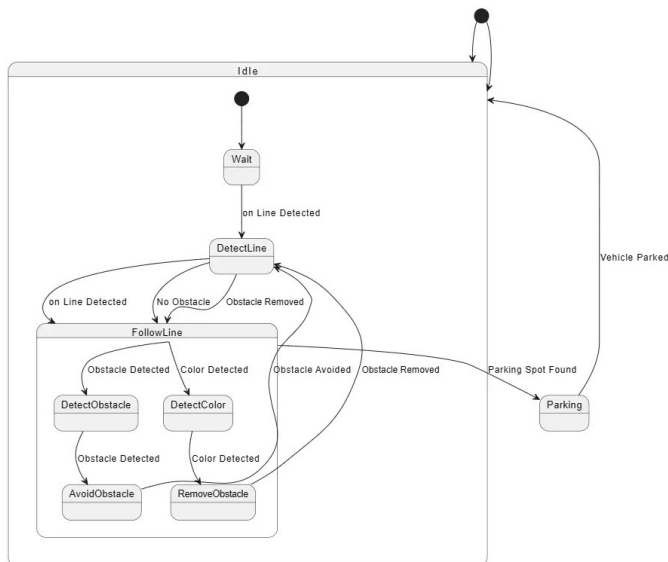 Idle
Wait
on Line Detected
DetectLine
Vehicle Parked
on Line Detected
No Obstacle
Obstacle Removed
FollowLine
Obstacle Detected
Color Detected
Obstacle Avoided
Obstacle Removed
Parking Spot Found
DetectObstacle
DetectColor
Parking
Obstacle Detected
Color Detected
AvoidObstacle
RemoveObstacle